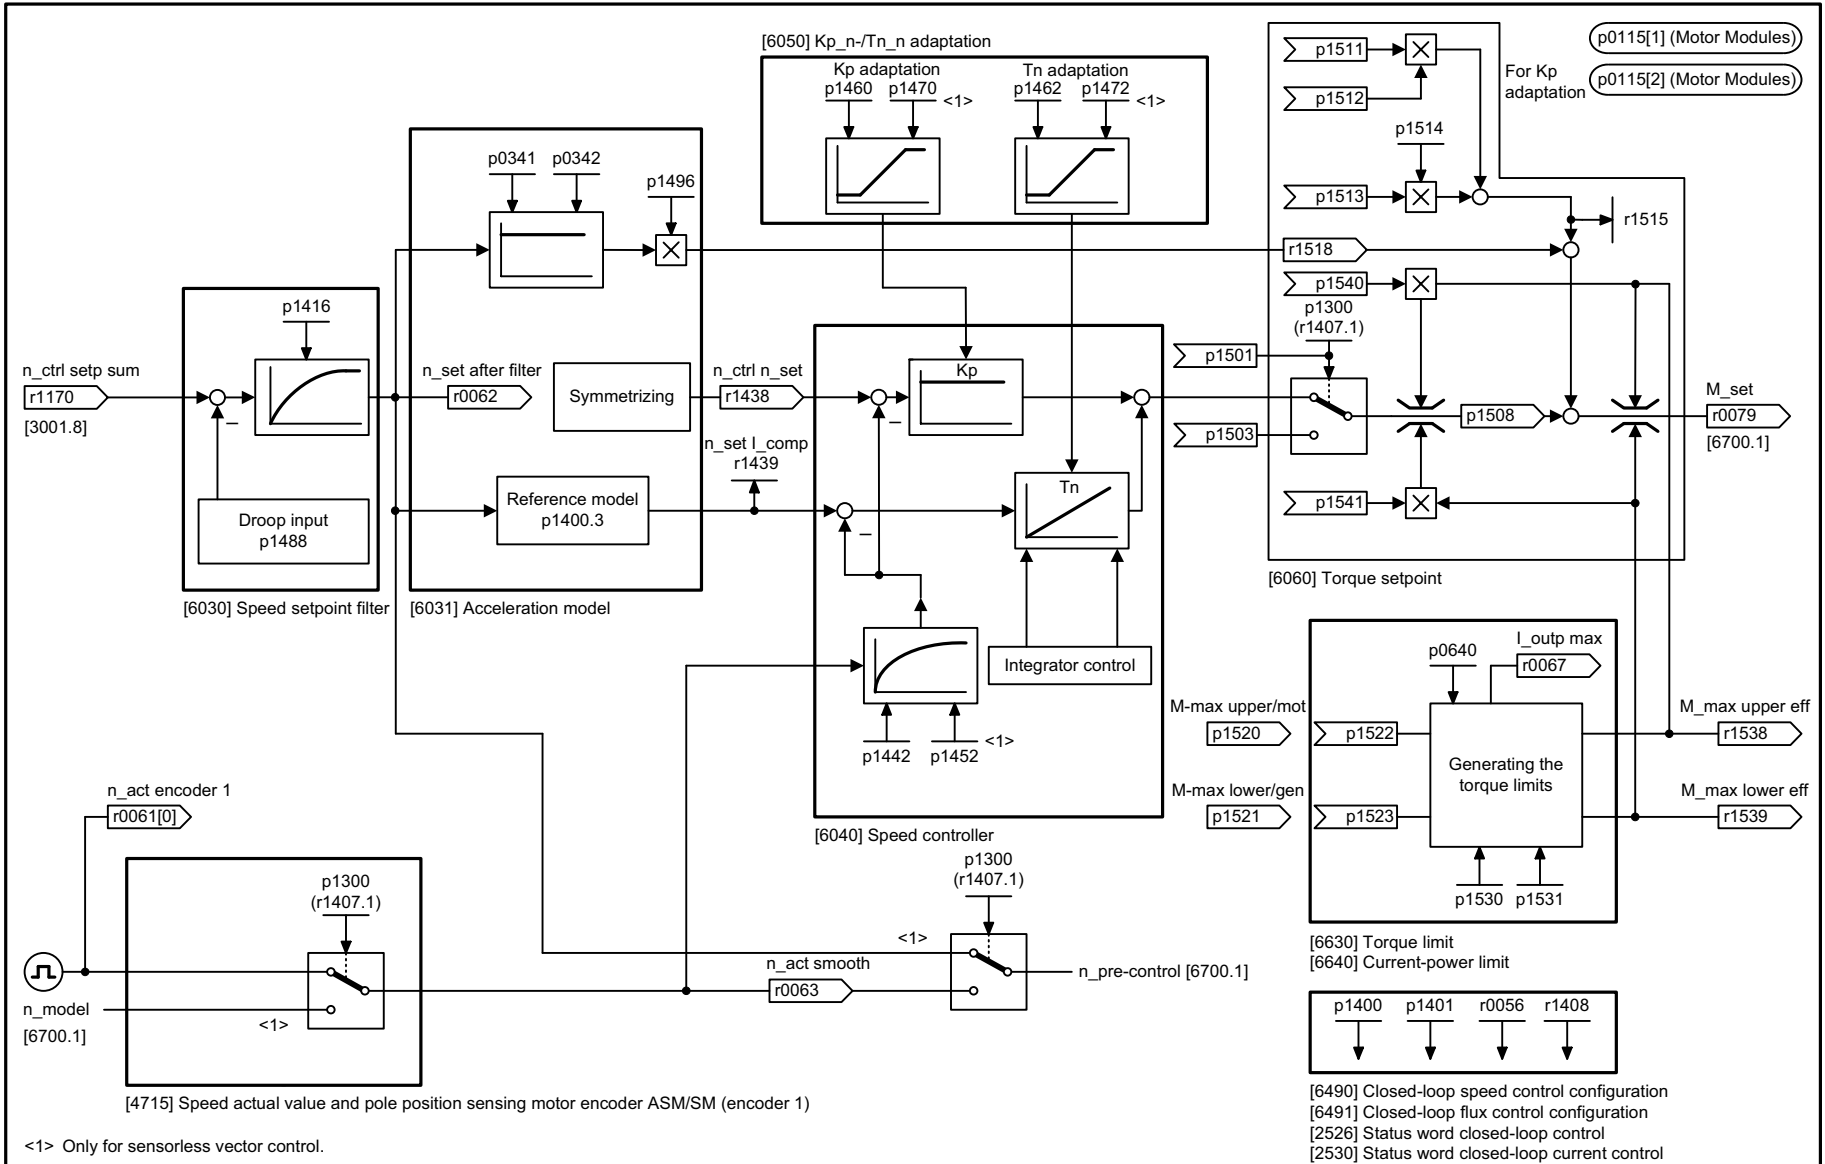 [6050] Kp_n-/Tn_n adaptation
Kp adaptation
p1460
p1470
<1>
Tn adaptation
p1462
p1472
<1>
p1511
p1512
For Kp
adaptation
p0115[1] (Motor Modules)
p0115[2] (Motor Modules)
p1514
p1513
r1515
p0341
p0342
p1496
r1518
p1540
p1300
(r1407.1)
p1501
p1503
p1508
p1541
M_set
r0079
[6700.1]
[6060] Torque setpoint
p1416
n_ctrl setp sum
r1170
[3001.8]
–
Droop input
p1488
[6030] Speed setpoint filter
n_set after filter
r0062
Symmetrizing
n_ctrl n_set
r1438
n_set I_comp
r1439
Reference model
p1400.3
[6031] Acceleration model
Kp
–
Tn
–
Integrator control
p1442
p1452
<1>
[6040] Speed controller
M-max upper/mot
p1520
M-max lower/gen
p1521
p0640
I_outp max
r0067
p1522
p1523
Generating the
torque limits
M_max upper eff
r1538
M_max lower eff
r1539
p1530
p1531
[6630] Torque limit
[6640] Current-power limit
n_act encoder 1
r0061[0]
p1300
(r1407.1)
n_model
[6700.1]
<1>
n_act smooth
r0063
p1300
(r1407.1)
<1>
n_pre-control [6700.1]
[4715] Speed actual value and pole position sensing motor encoder ASM/SM (encoder 1)
p1400
p1401
r0056
r1408
[6490] Closed-loop speed control configuration
[6491] Closed-loop flux control configuration
[2526] Status word closed-loop control
[2530] Status word closed-loop current control
<1> Only for sensorless vector control.